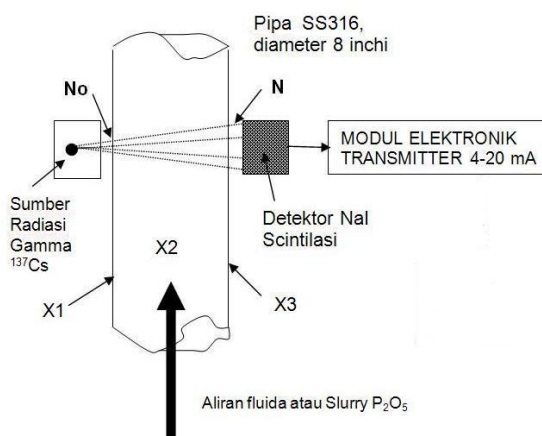 Pipa SS316,
diameter 8 inchi
No
N
MODUL ELEKTRONIK
TRANSMITTER 4-20 mA
Sumber
Radiasi
Gamma
¹³⁷Cs
Detektor NaI
Scintilasi
X2
X1
X3
Aliran fluida atau Slurry P₂O₅